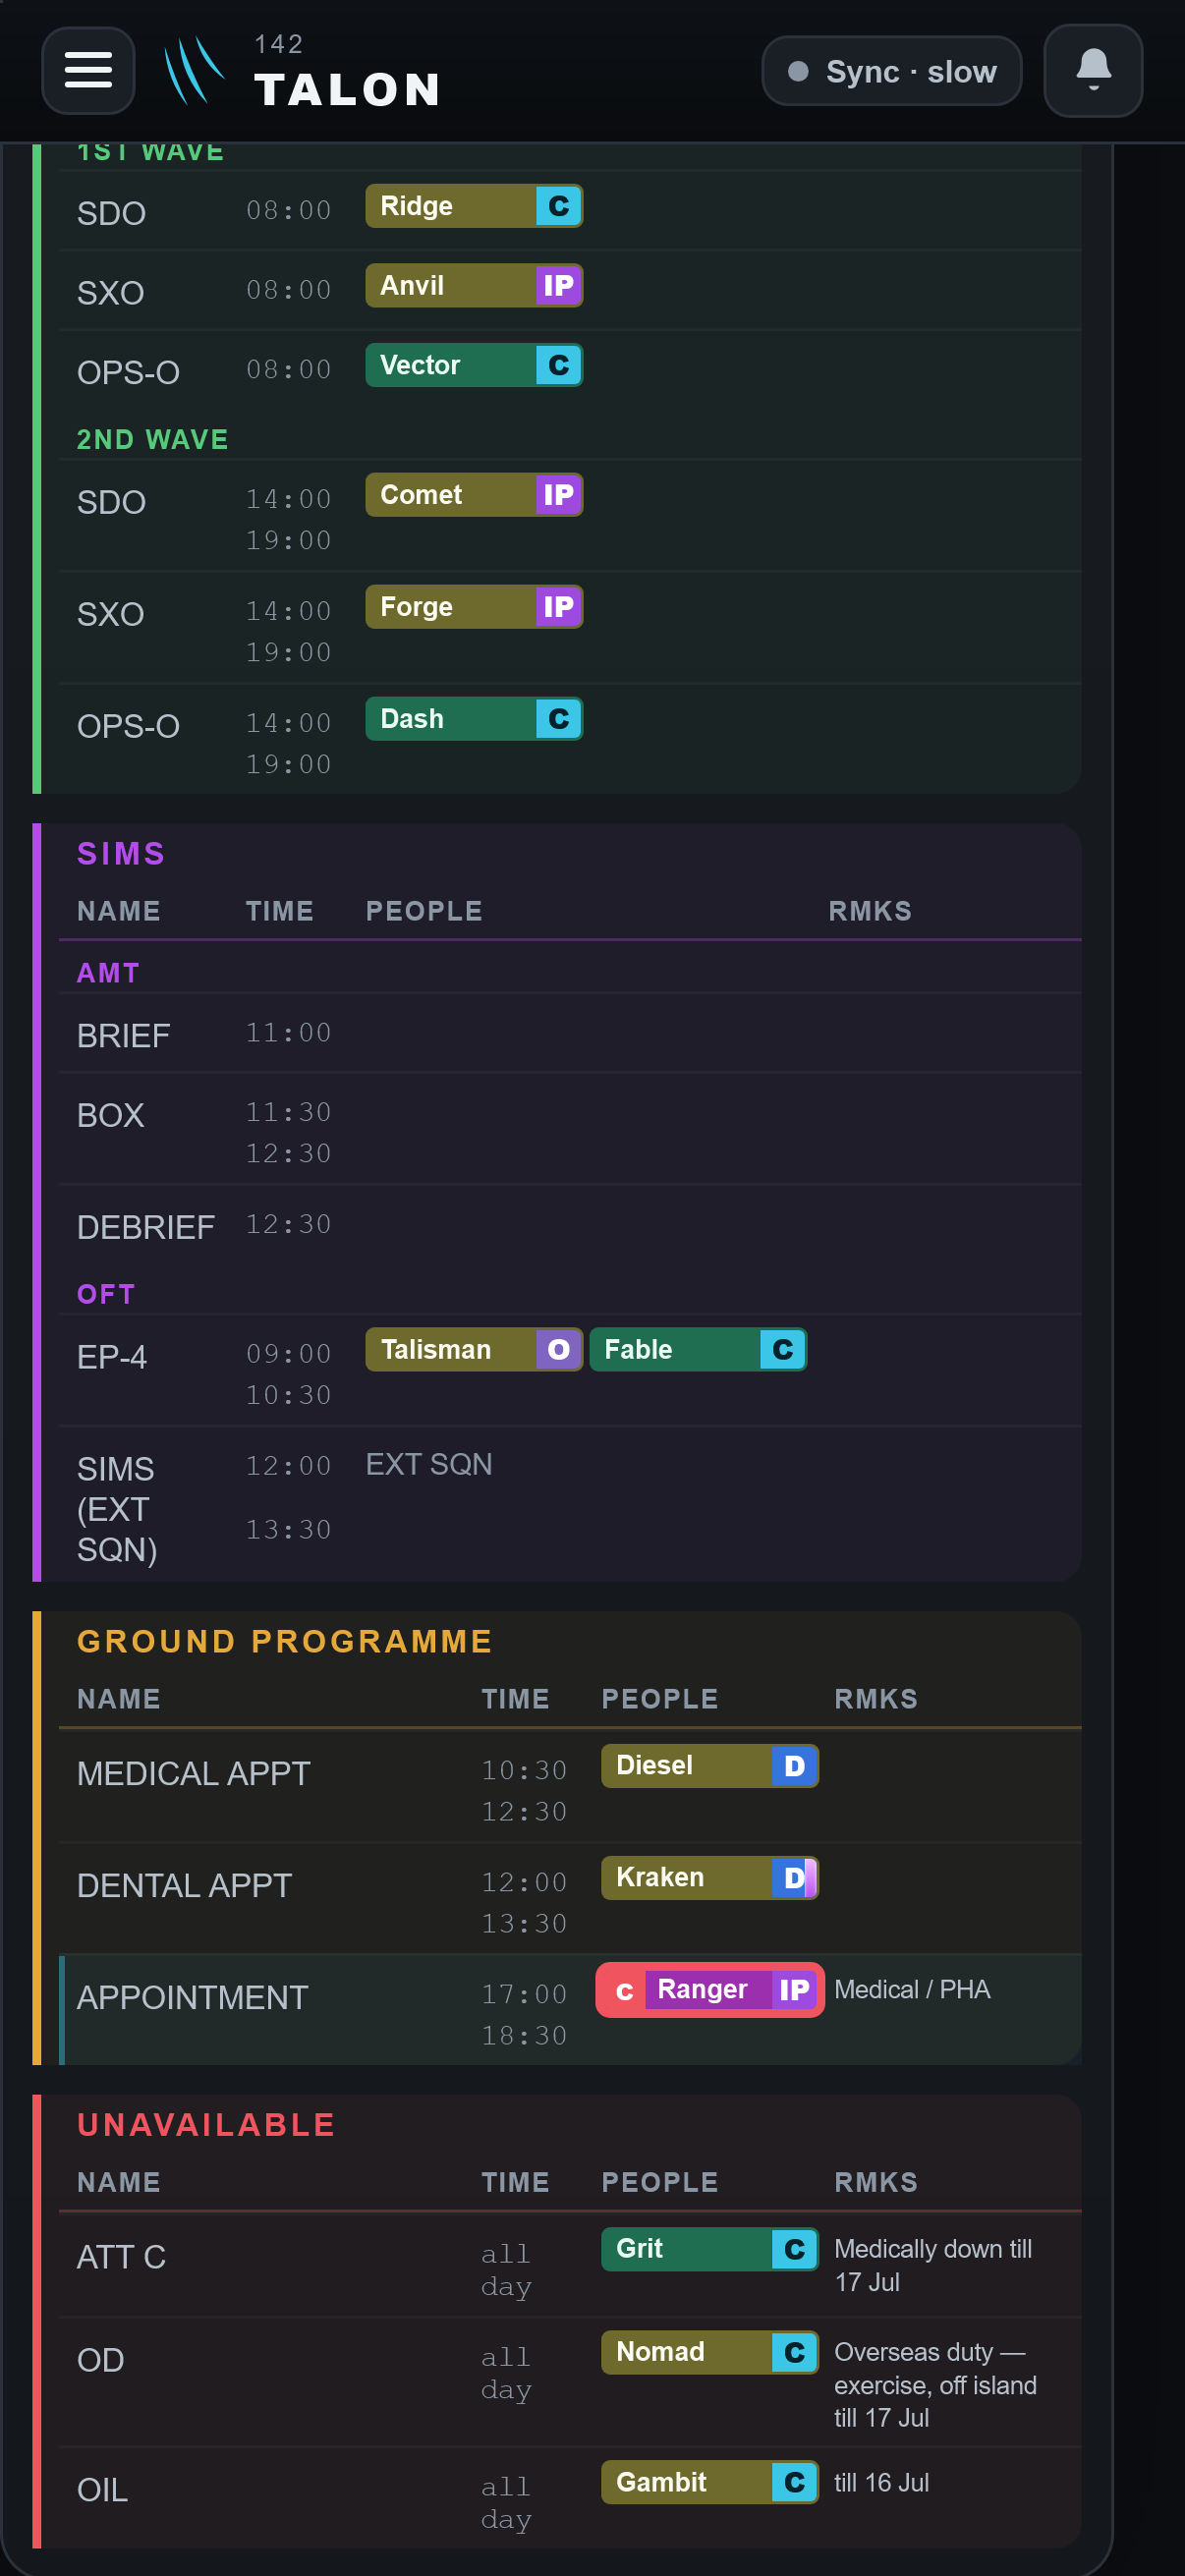 142
TALON
Sync · slow
1ST WAVE
SDO 08:00 Ridge C
SXO 08:00 Anvil IP
OPS-O 08:00 Vector C
2ND WAVE
SDO 14:00 Comet IP
19:00
SXO 14:00 Forge IP
19:00
OPS-O 14:00 Dash C
19:00
SIMS
NAME TIME PEOPLE RMKS
AMT
BRIEF 11:00
BOX 11:30
12:30
DEBRIEF 12:30
OFT
EP-4 09:00 Talisman O Fable C
10:30
SIMS 12:00 EXT SQN
(EXT
13:30
SQN)
GROUND PROGRAMME
NAME TIME PEOPLE RMKS
MEDICAL APPT 10:30 Diesel D
12:30
DENTAL APPT 12:00 Kraken D
13:30
APPOINTMENT 17:00 c Ranger IP Medical / PHA
18:30
UNAVAILABLE
NAME TIME PEOPLE RMKS
ATT C all Grit C Medically down till
day 17 Jul
OD all Nomad C Overseas duty —
day exercise, off island
till 17 Jul
OIL all Gambit C till 16 Jul
day